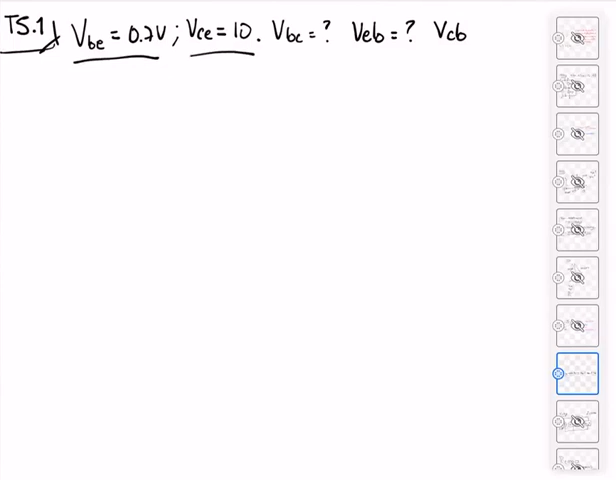 T5.1) Vbe = 0.7V ; Vce = 10. Vbc = ? Veb = ? Vcb